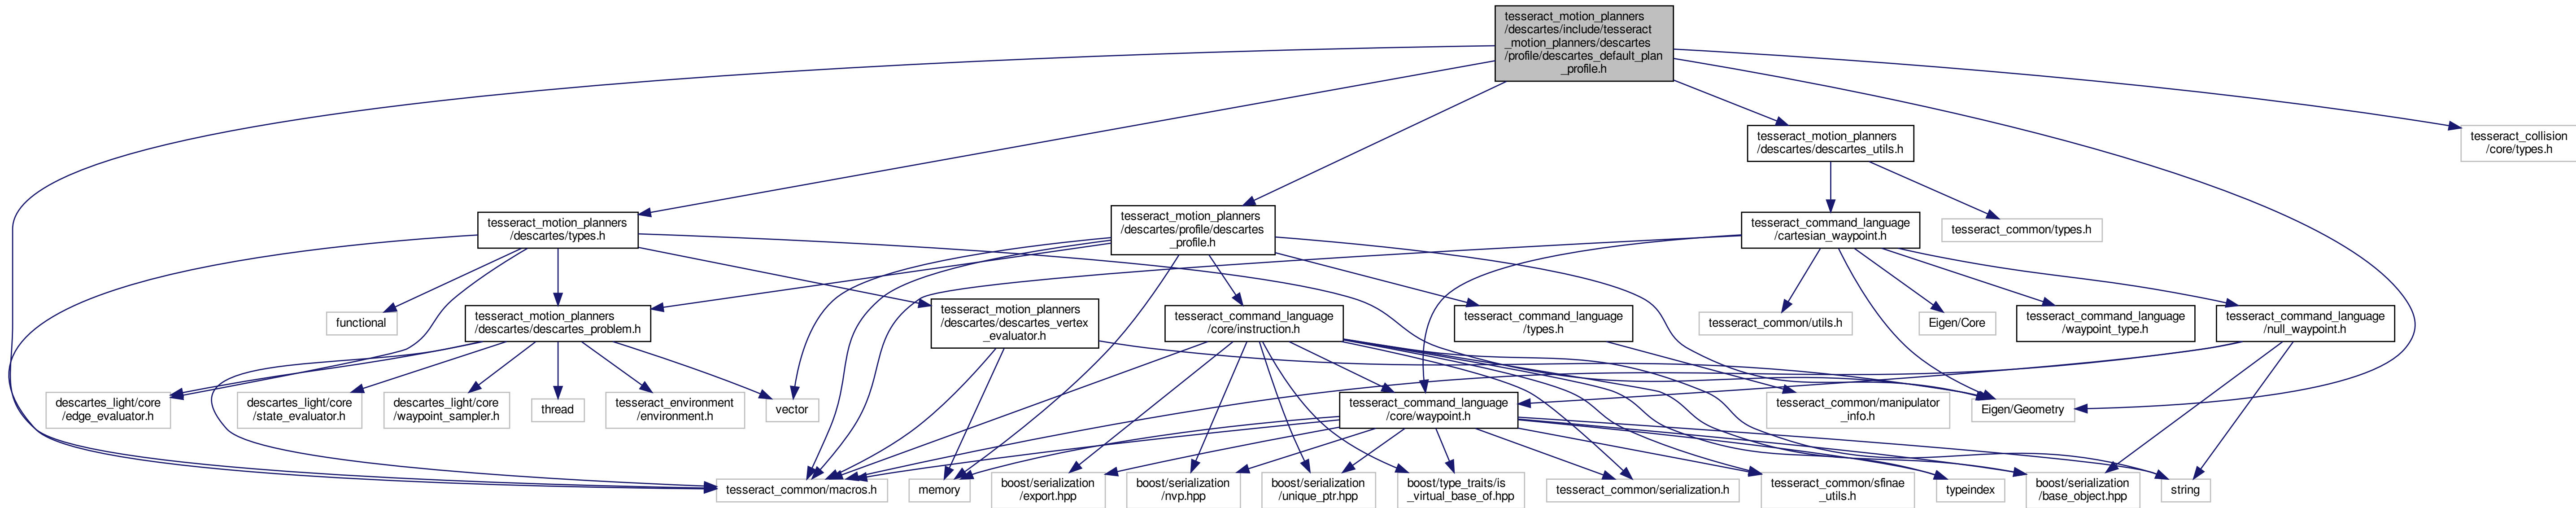 tesseract_motion_planners
/descartes/include/tesseract
_motion_planners/descartes
/profile/descartes_default_plan
_profile.h
tesseract_motion_planners
/descartes/descartes_utils.h
tesseract_collision
/core/types.h
tesseract_motion_planners
/descartes/types.h
tesseract_motion_planners
/descartes/profile/descartes
_profile.h
tesseract_command_language
/cartesian_waypoint.h
tesseract_common/types.h
functional
tesseract_motion_planners
/descartes/descartes_problem.h
tesseract_motion_planners
/descartes/descartes_vertex
_evaluator.h
tesseract_command_language
/core/instruction.h
tesseract_command_language
/types.h
tesseract_common/utils.h
Eigen/Core
tesseract_command_language
/waypoint_type.h
tesseract_command_language
/null_waypoint.h
descartes_light/core
/edge_evaluator.h
descartes_light/core
/state_evaluator.h
descartes_light/core
/waypoint_sampler.h
thread
tesseract_environment
/environment.h
vector
tesseract_command_language
/core/waypoint.h
tesseract_common/manipulator
_info.h
Eigen/Geometry
tesseract_common/macros.h
memory
boost/serialization
/export.hpp
boost/serialization
/nvp.hpp
boost/serialization
/unique_ptr.hpp
boost/type_traits/is
_virtual_base_of.hpp
tesseract_common/serialization.h
tesseract_common/sfinae
_utils.h
typeindex
boost/serialization
/base_object.hpp
string